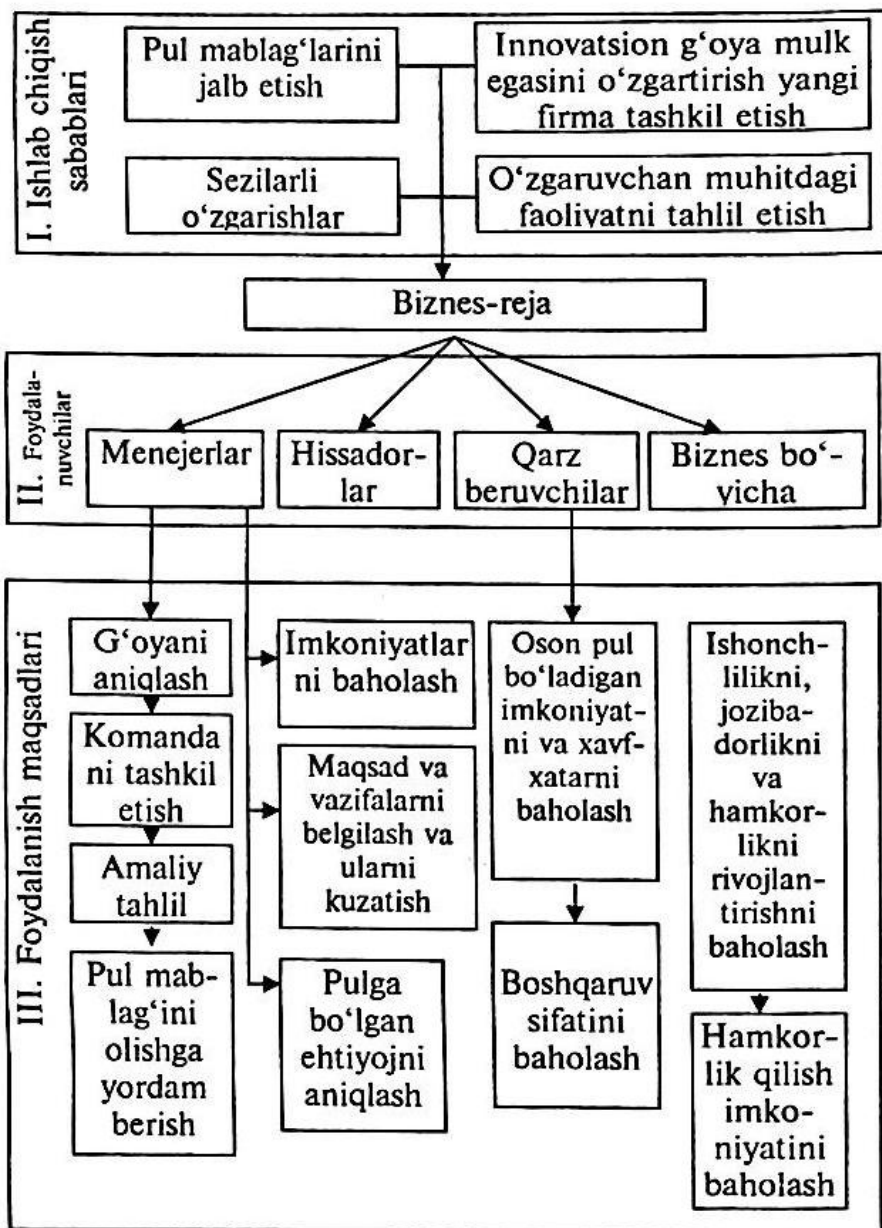 I. Ishlab chiqish
sabablari
Pul mablag‘larini
jalb etish
Innovatsion g‘oya mulk
egasini o‘zgartirish yangi
firma tashkil etish
Sezilarli
o‘zgarishlar
O‘zgaruvchan muhitdagi
faolivatni tahlil etish
Biznes-reja
II. Foydala-
nuvchilar
Menejerlar
Hissador-
lar
Qarz
beruvchilar
Biznes bo‘-
vicha
III. Foydalanish maqsadlari
G‘oyani
aniqlash
Komanda
ni tashkil
etish
Amaliy
tahlil
Pul mab-
lag‘ini
olishga
yordam
berish
Imkoniyatlar
ni baholash
Maqsad va
vazifalarni
belgilash va
ularni
kuzatish
Pulga
bo‘lgan
ehtiyojni
aniqlash
Oson pul
bo‘ladigan
imkoniyat-
ni va xavf-
xatarni
baholash
Boshqaruv
sifatini
baholash
Ishonch-
lilikni,
joziba-
dorlikni
va
hamkor-
likni
rivojlan-
tirishni
baholash
Hamkor-
lik qilish
imko-
niyatini
baholash